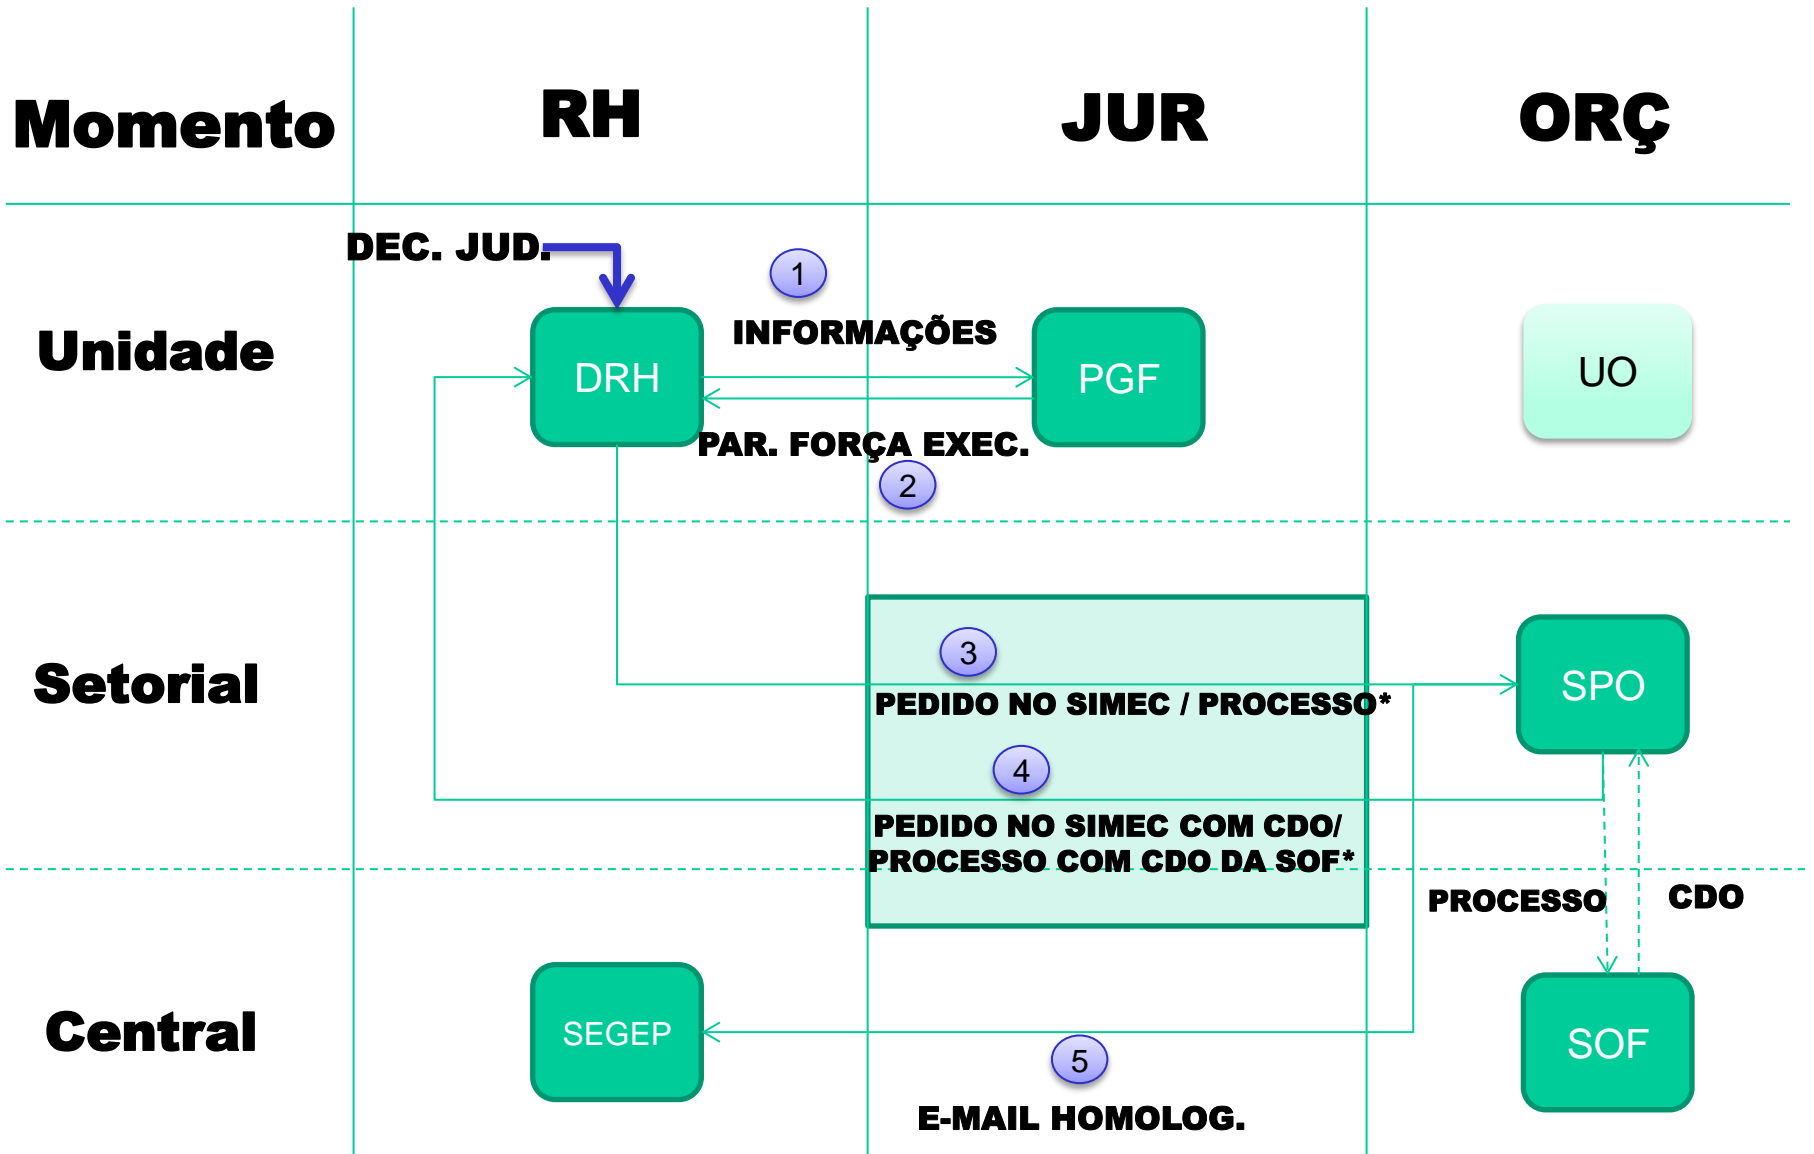 Momento
RH
JUR
ORÇ
DEC. JUD.
1
INFORMAÇÕES
Unidade
DRH
PGF
UO
PAR. FORÇA EXEC.
2
3
Setorial
SPO
PEDIDO NO SIMEC / PROCESSO*
4
PEDIDO NO SIMEC COM CDO/
PROCESSO COM CDO DA SOF*
PROCESSO
CDO
Central
SEGEP
SOF
5
E-MAIL HOMOLOG.